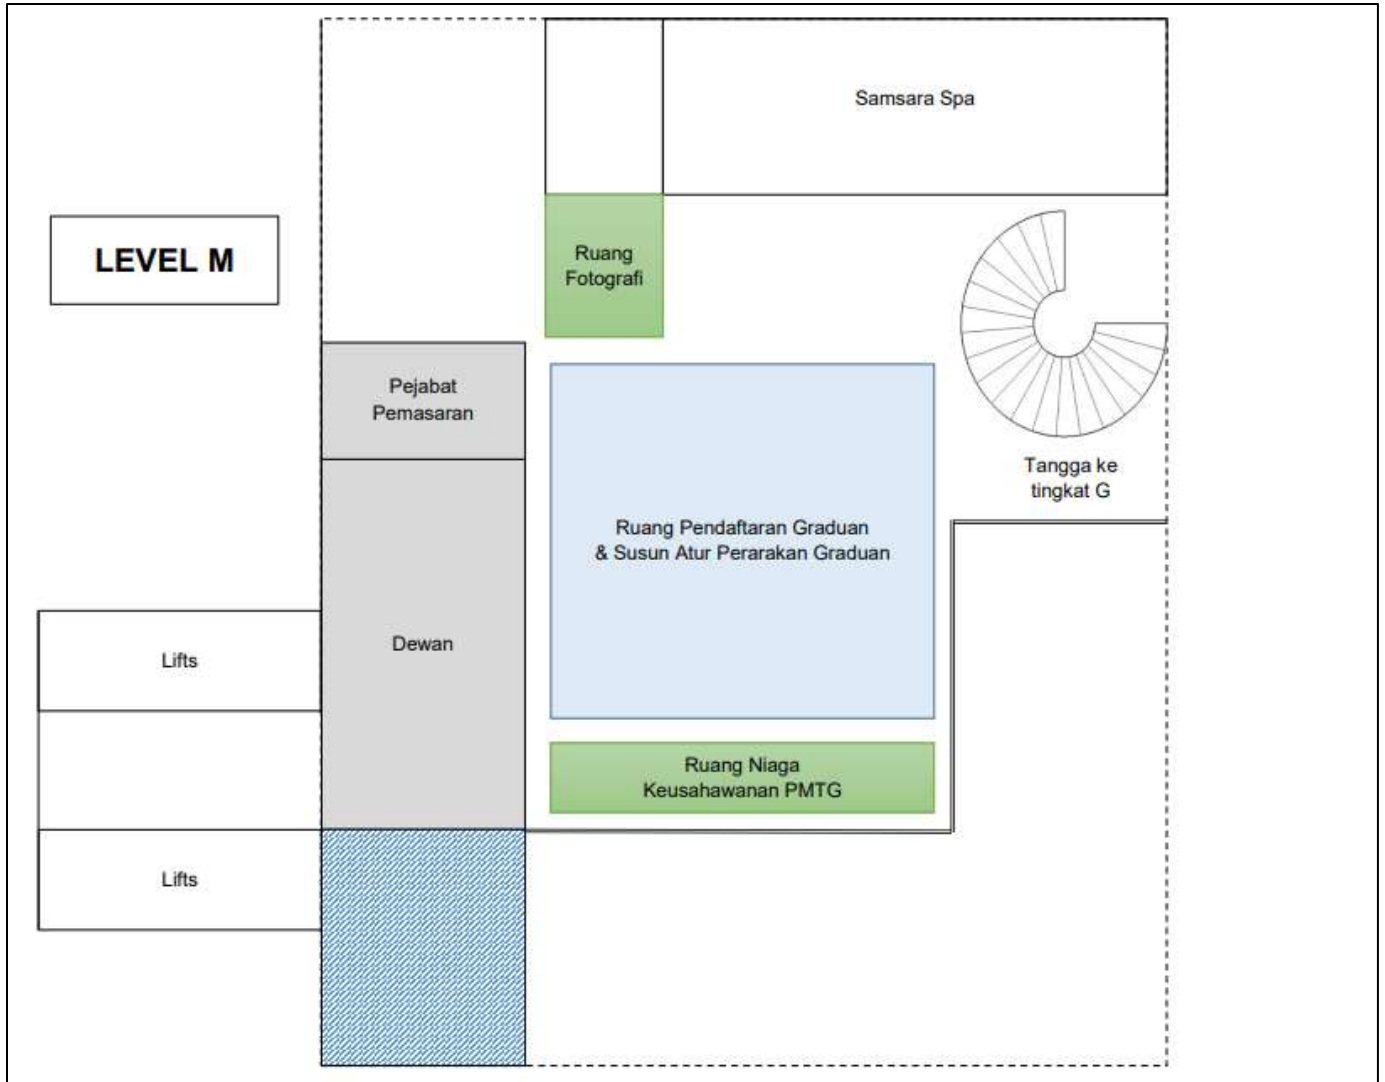 Samsara Spa
LEVEL M
Ruang
Fotografi
Pejabat
Pemasaran
Tangga ke
tingkat G
Ruang Pendaftaran Graduan
& Susun Atur Perarakan Graduan
Dewan
Lifts
Ruang Niaga
Keusahawanan PMTG
Lifts